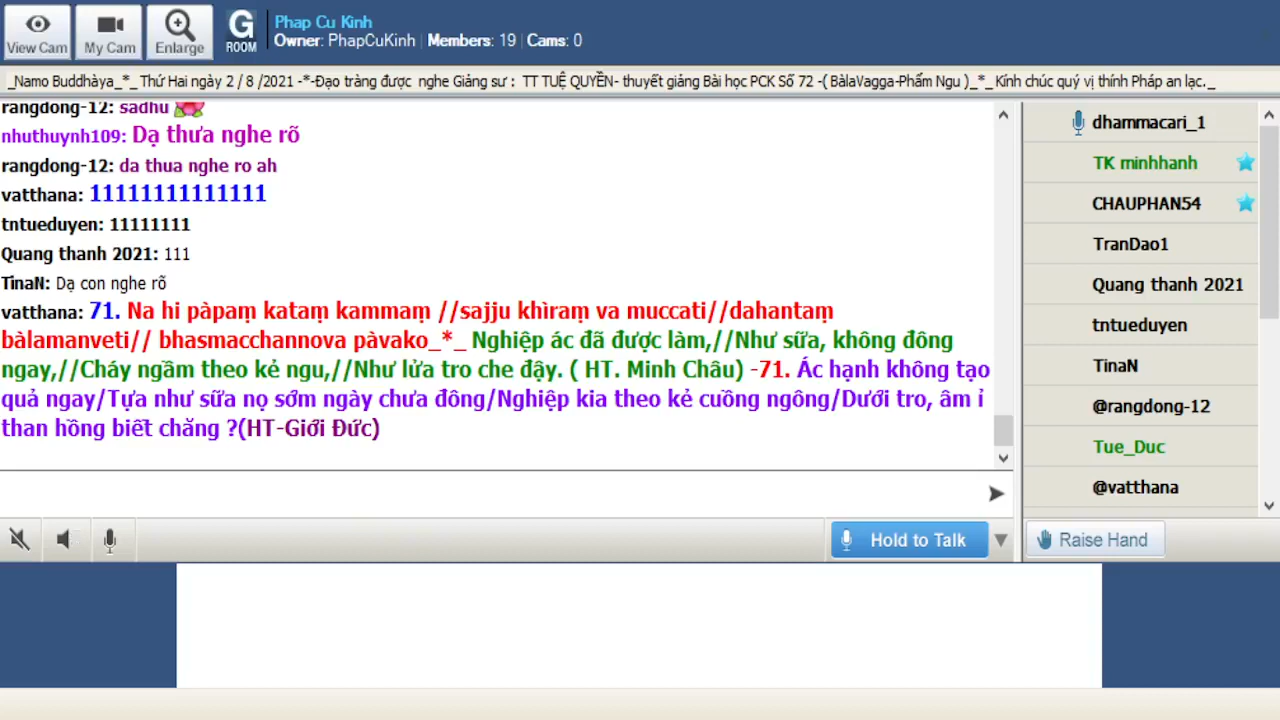 View Cam
My Cam
Enlarge
G
ROOM
Phap Cu Kinh
Owner: PhapCuKinh | Members: 19 | Cams: 0
_Namo Buddhàya_*_ Thứ Hai ngày 2 / 8 /2021 -*-Đạo tràng được nghe Giảng sư : TT TUỆ QUYỀN- thuyết giảng Bài học PCK Số 72 -( BàlaVagga-Phẩm Ngu )_*_ Kính chúc quý vị thính Pháp an lạc._
rangdong-12: sadhu
nhuthuynh109: Dạ thưa nghe rõ
rangdong-12: da thua nghe ro ah
vatthana: 11111111111111
tntueduyen: 11111111
Quang thanh 2021: 111
TinaN: Dạ con nghe rõ
vatthana: 71. Na hi pàpaṃ kataṃ kammaṃ //sajju khìraṃ va muccati//dahantaṃ
bàlamanveti// bhasmacchannova pàvako_*_ Nghiệp ác đã được làm,//Như sữa, không đông
ngay,//Cháy ngầm theo kẻ ngu,//Như lửa tro che đậy. ( HT. Minh Châu) -71. Ác hạnh không tạo
quả ngay/Tựa như sữa nọ sớm ngày chưa đông/Nghiệp kia theo kẻ cuồng ngông/Dưới tro, âm ỉ
than hồng biết chăng ?(HT-Giới Đức)
dhammacari_1
TK minhhanh
CHAUPHAN54
TranDao1
Quang thanh 2021
tntueduyen
TinaN
@rangdong-12
Tue_Duc
@vatthana
Hold to Talk
Raise Hand